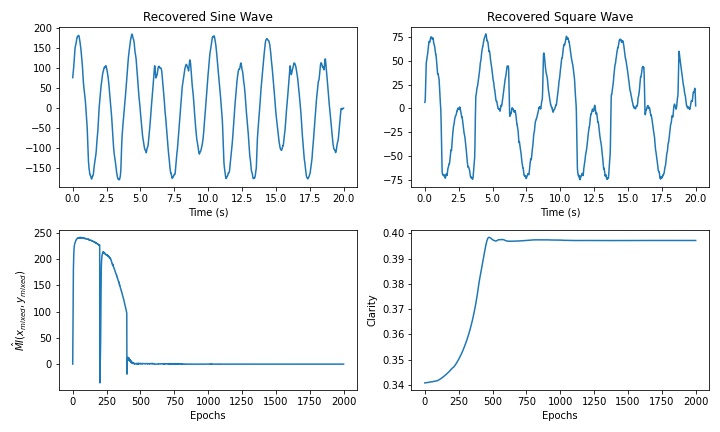 Recovered Sine Wave
200
150
100
50
0
−50
−100
−150
0.0 2.5 5.0 7.5 10.0 12.5 15.0 17.5 20.0
Time (s)
Recovered Square Wave
75
50
25
0
−25
−50
−75
0.0 2.5 5.0 7.5 10.0 12.5 15.0 17.5 20.0
Time (s)
250
200
150
100
50
0
M̂I(x_mixed, y_mixed)
0 250 500 750 1000 1250 1500 1750 2000
Epochs
0.40
0.39
0.38
0.37
0.36
0.35
0.34
Clarity
0 250 500 750 1000 1250 1500 1750 2000
Epochs